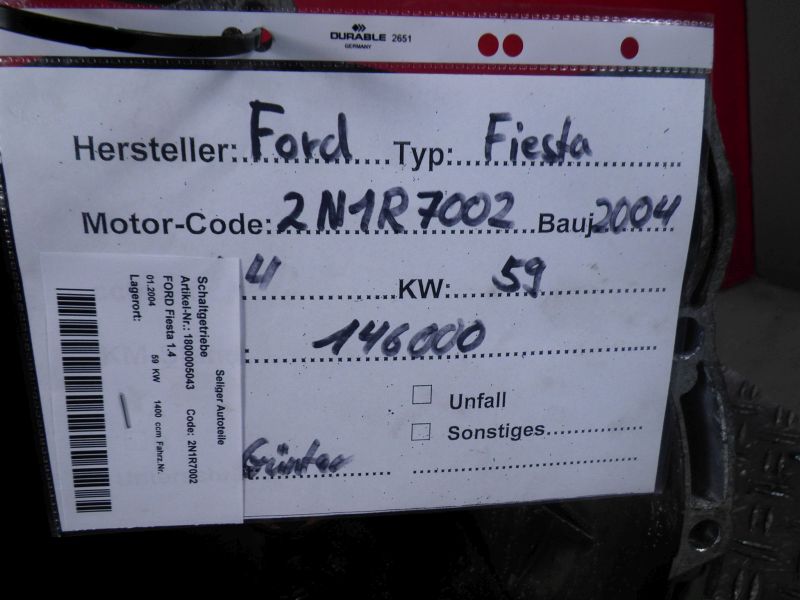 DURABLE 2651
GERMANY
Hersteller: Ford Typ: Fiesta
Motor-Code: 2N1R7002 Bauj 2004
4 KW: 59
146000
Unfall
Sonstiges
Günter
Seliger Autoteile
Schaltgetriebe
Artikel-Nr.: 1800005043 Code: 2N1R7002
FORD Fiesta 1.4
01.2004 59 KW 1400 ccm Fahrz.Nr.
Lagerort: